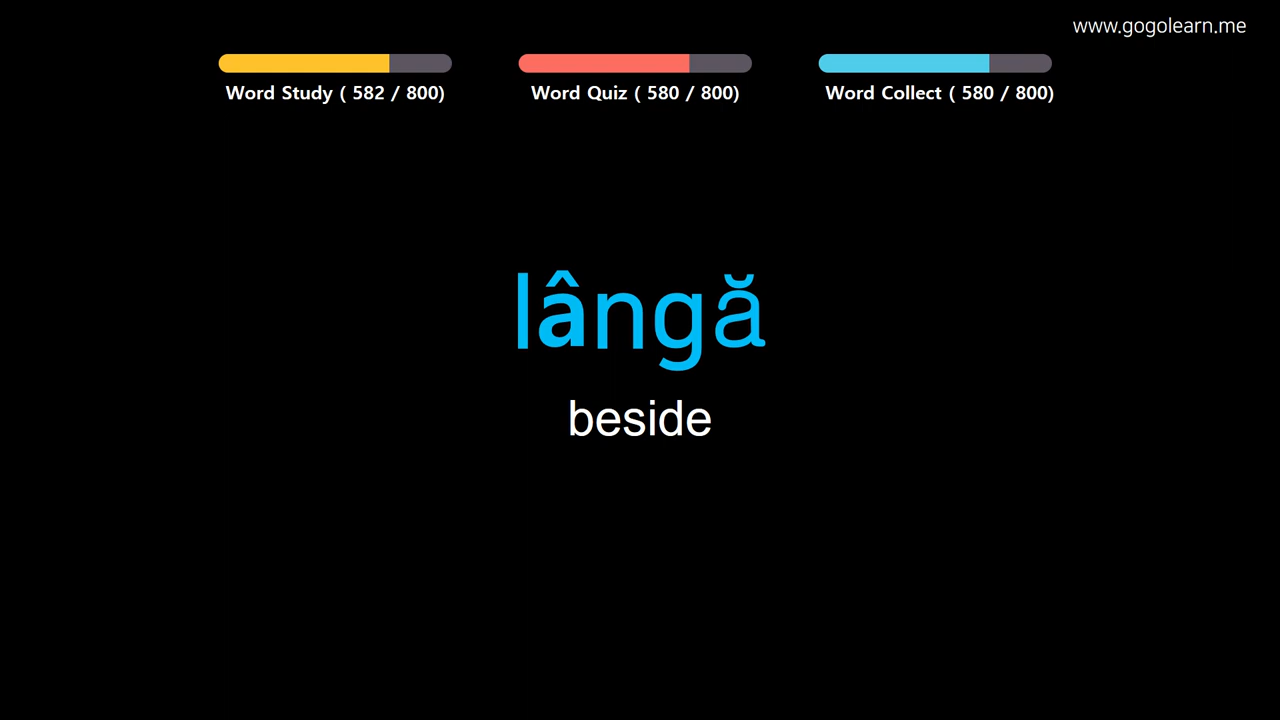 www.gogolearn.me
Word Study ( 582 / 800)
Word Quiz ( 580 / 800)
Word Collect ( 580 / 800)
lângă
beside